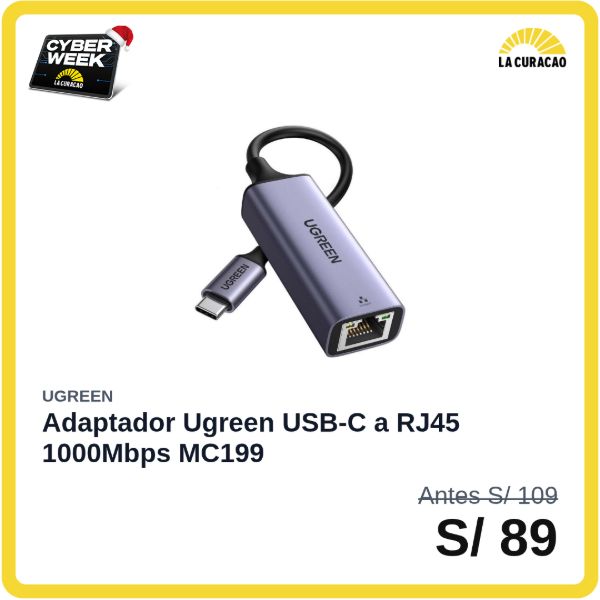 CYBER
WEEK
LA CURACAO
LA CURACAO
UGREEN
UGREEN
UGREEN
Adaptador Ugreen USB-C a RJ45
1000Mbps MC199
Antes S/ 109
S/ 89